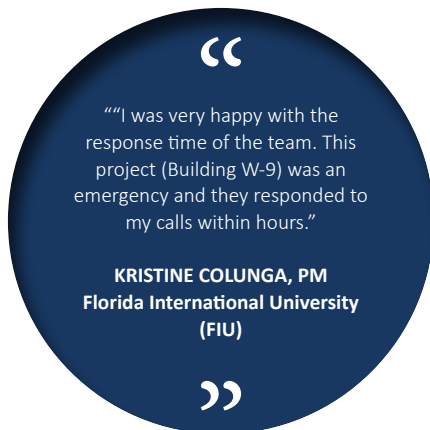 “
““I was very happy with the
response time of the team. This
project (Building W-9) was an
emergency and they responded to
my calls within hours.”
KRISTINE COLUNGA, PM
Florida International University
(FIU)
”